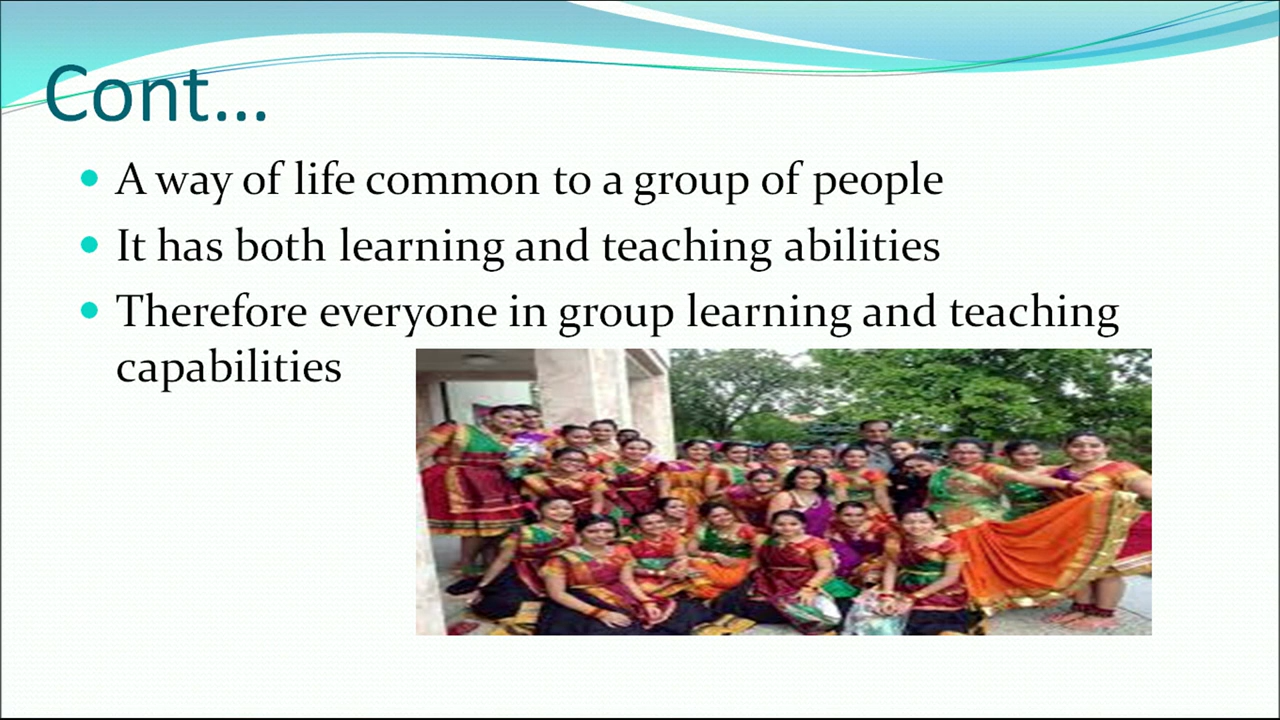 Cont...
A way of life common to a group of people
It has both learning and teaching abilities
Therefore everyone in group learning and teaching
capabilities